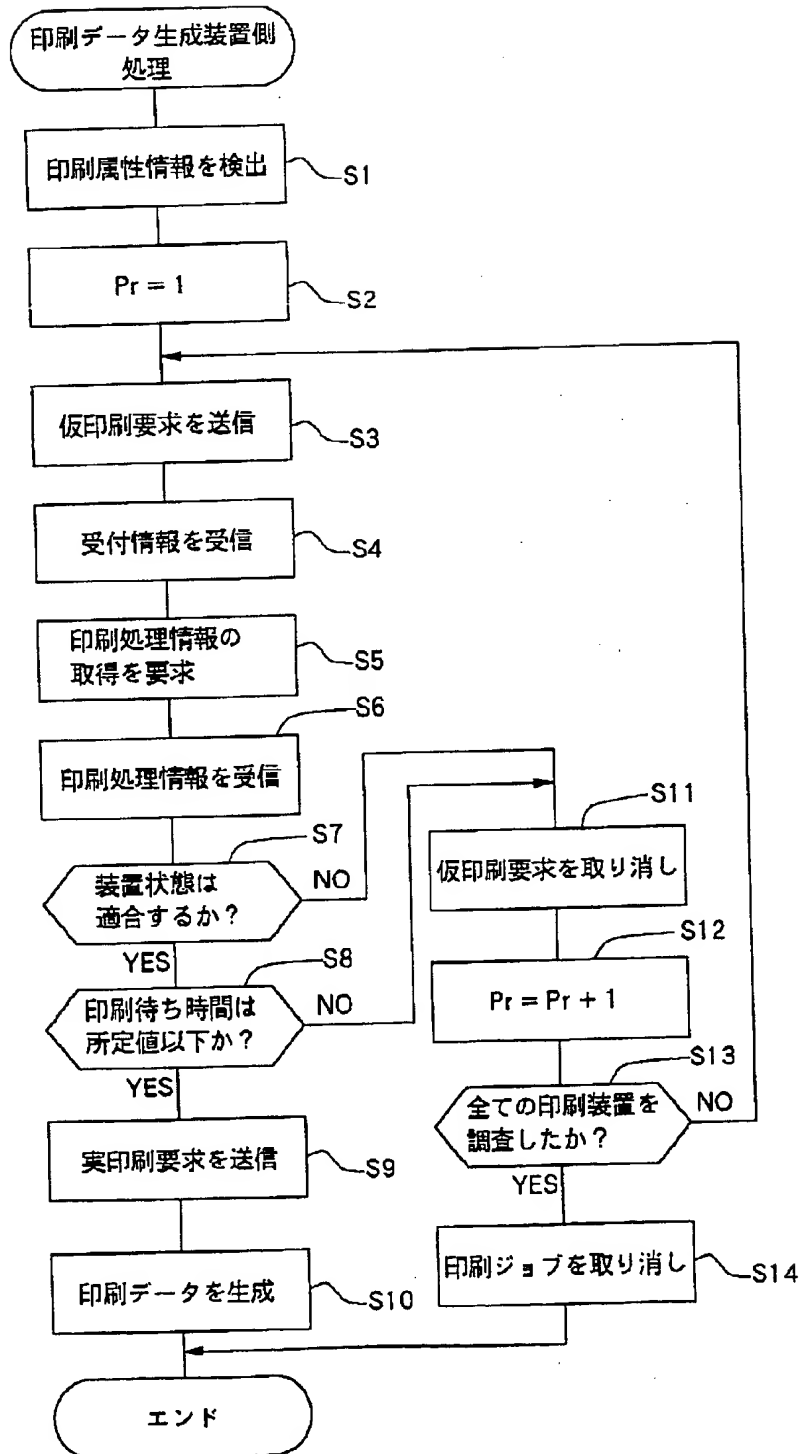 印刷データ生成装置側
処理
印刷属性情報を検出
S1
Pr = 1
S2
仮印刷要求を送信
S3
受付情報を受信
S4
印刷処理情報の
取得を要求
S5
印刷処理情報を受信
S6
装置状態は
適合するか？
S7
NO
YES
印刷待ち時間は
所定値以下か？
S8
NO
YES
実印刷要求を送信
S9
印刷データを生成
S10
仮印刷要求を取り消し
S11
Pr = Pr + 1
S12
全ての印刷装置を
調査したか？
S13
NO
YES
印刷ジョブを取り消し
S14
エンド